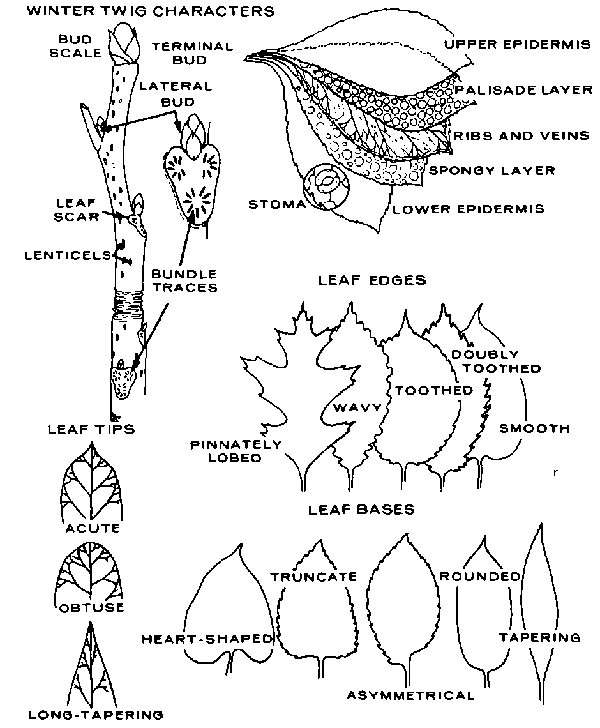 WINTER TWIG CHARACTERS
BUD
SCALE
TERMINAL
BUD
LATERAL
BUD
LEAF
SCAR
LENTICELS
BUNDLE
TRACES
UPPER EPIDERMIS
PALISADE LAYER
RIBS AND VEINS
SPONGY LAYER
STOMA
LOWER EPIDERMIS
LEAF EDGES
PINNATELY
LOBED
WAVY
TOOTHED
DOUBLY
TOOTHED
SMOOTH
LEAF TIPS
ACUTE
OBTUSE
LONG-TAPERING
LEAF BASES
HEART-SHAPED
TRUNCATE
ASYMMETRICAL
ROUNDED
TAPERING